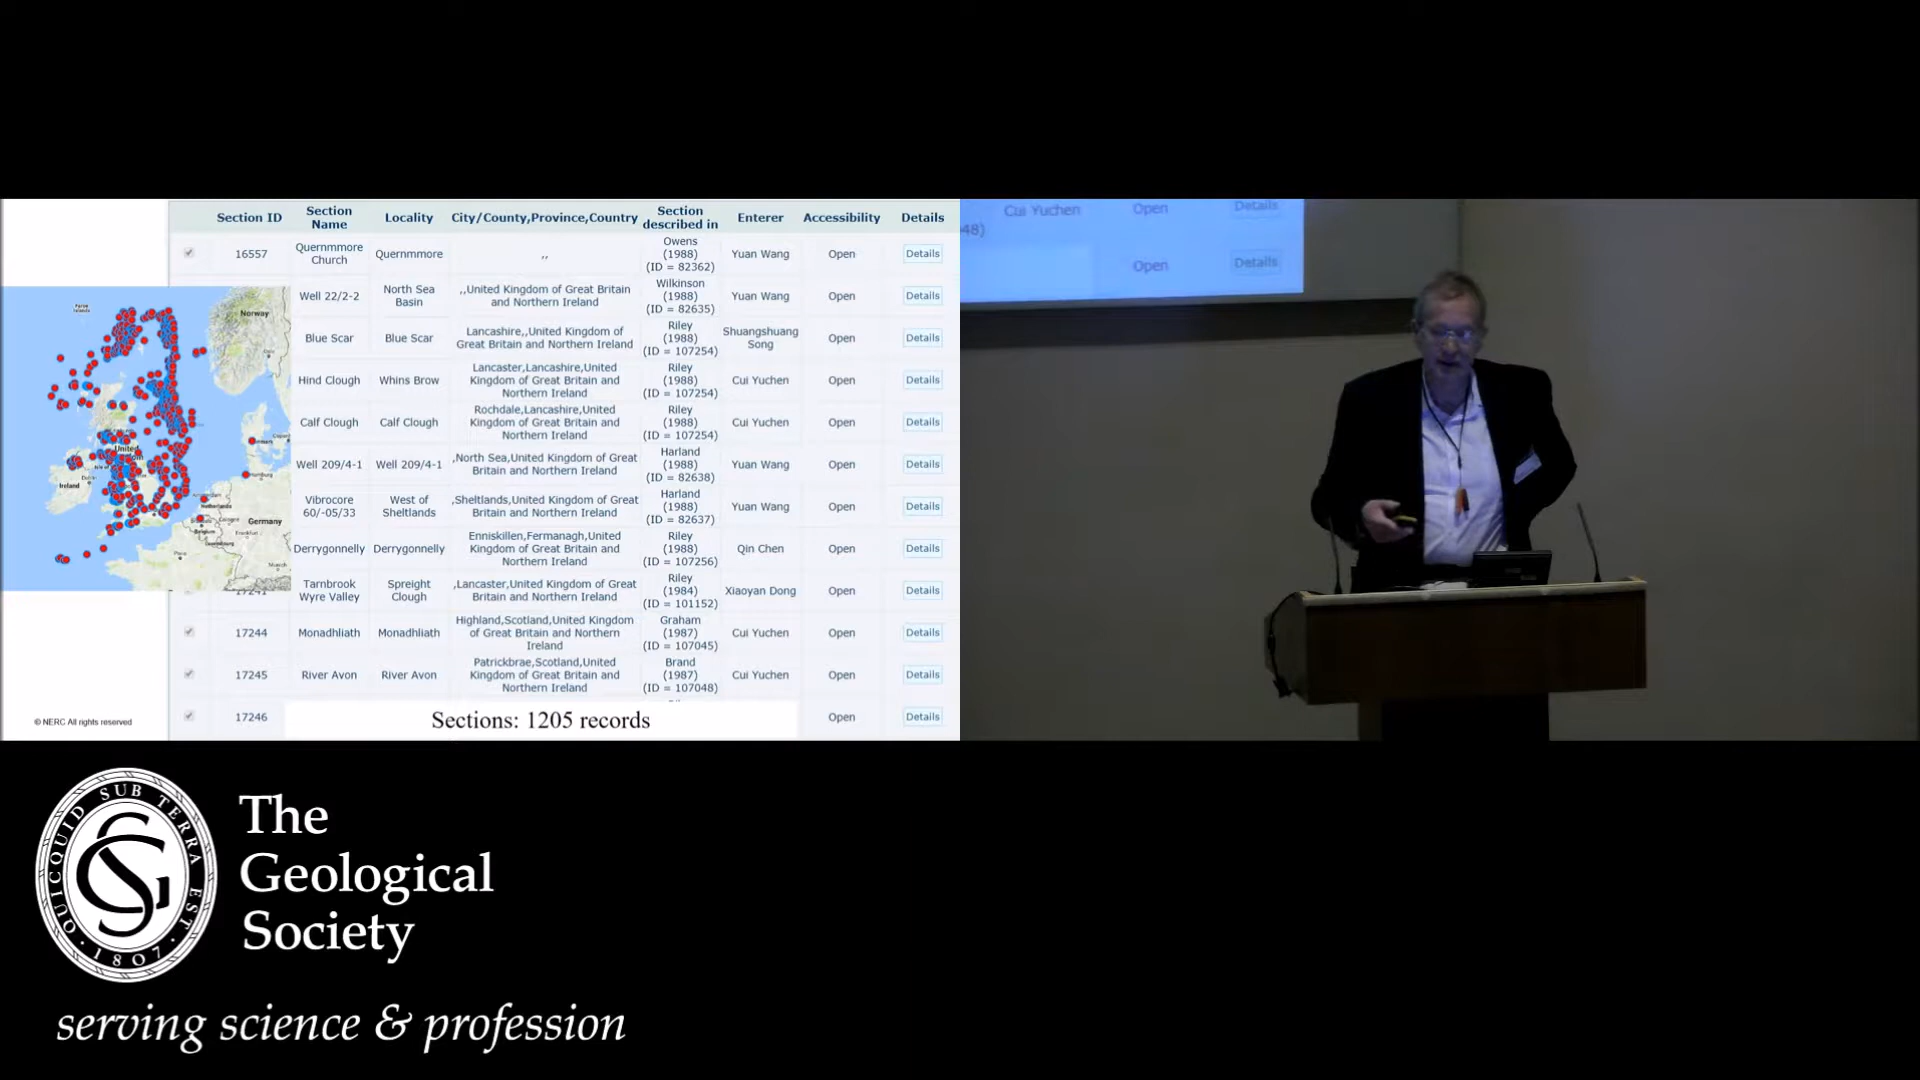 Section ID
Section Name
Locality
City/County,Province,Country
Section described in
Enterer
Accessibility
Details
16557
Quernmmore Church
Quernmmore
,,
Owens (1988) (ID = 82362)
Yuan Wang
Open
Details
Well 22/2-2
North Sea Basin
,,United Kingdom of Great Britain and Northern Ireland
Wilkinson (1988) (ID = 82635)
Yuan Wang
Open
Details
Blue Scar
Blue Scar
Lancashire,,United Kingdom of Great Britain and Northern Ireland
Riley (1988) (ID = 107254)
Shuangshuang Song
Open
Details
Hind Clough
Whins Brow
Lancaster,Lancashire,United Kingdom of Great Britain and Northern Ireland
Riley (1988) (ID = 107254)
Cui Yuchen
Open
Details
Calf Clough
Calf Clough
Rochdale,Lancashire,United Kingdom of Great Britain and Northern Ireland
Riley (1988) (ID = 107254)
Cui Yuchen
Open
Details
Well 209/4-1
Well 209/4-1
,North Sea,United Kingdom of Great Britain and Northern Ireland
Harland (1988) (ID = 82638)
Yuan Wang
Open
Details
Vibrocore 60/-05/33
West of Sheltlands
,Sheltlands,United Kingdom of Great Britain and Northern Ireland
Harland (1988) (ID = 82637)
Yuan Wang
Open
Details
Derrygonnelly
Derrygonnelly
Enniskillen,Fermanagh,United Kingdom of Great Britain and Northern Ireland
Riley (1988) (ID = 107256)
Qin Chen
Open
Details
Tarnbrook Wyre Valley
Spreight Clough
,Lancaster,United Kingdom of Great Britain and Northern Ireland
Riley (1984) (ID = 101152)
Xiaoyan Dong
Open
Details
17244
Monadhliath
Monadhliath
Highland,Scotland,United Kingdom of Great Britain and Northern Ireland
Graham (1987) (ID = 107045)
Cui Yuchen
Open
Details
17245
River Avon
River Avon
Patrickbrae,Scotland,United Kingdom of Great Britain and Northern Ireland
Brand (1987) (ID = 107048)
Cui Yuchen
Open
Details
17246
Open
Details
Sections: 1205 records
© NERC All rights reserved
Norway
United
Ireland
Germany
Cui Yuchen
Open
Details
48)
Open
Details
QUICQUID SUB TERRA EST
· 1807 ·
The
Geological
Society
serving science & profession